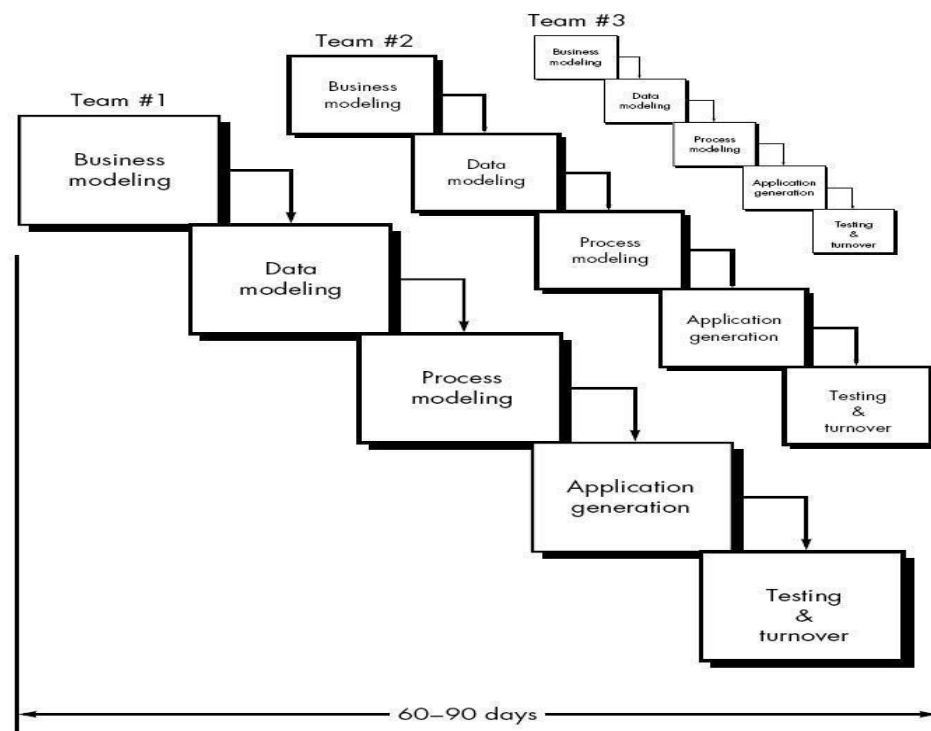 Team #1
Business
modeling
Data
modeling
Process
modeling
Application
generation
Testing
&
turnover
Team #2
Business
modeling
Data
modeling
Process
modeling
Application
generation
Testing
&
turnover
Team #3
Business
modeling
Data
modeling
Process
modeling
Application
generation
Testing
&
turnover
60–90 days